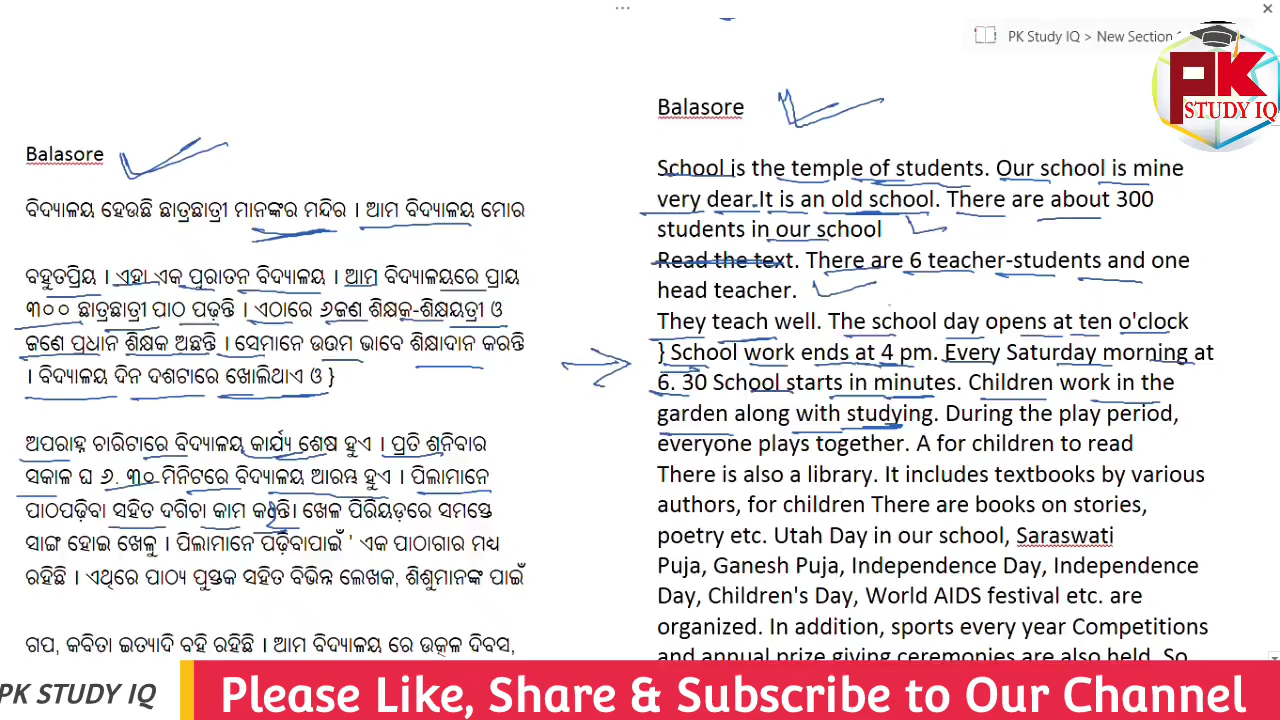 PK Study IQ > New Section
PK
STUDY IQ
Balasore
ବିଦ୍ୟାଳୟ ହେଉଛି ଛାତ୍ରଛାତ୍ରୀ ମାନଙ୍କର ମନ୍ଦିର । ଆମ ବିଦ୍ୟାଳୟ ମୋର
ବହୁତପ୍ରିୟ । ଏହା ଏକ ପୁରାତନ ବିଦ୍ୟାଳୟ । ଆମ ବିଦ୍ୟାଳୟରେ ପ୍ରାୟ
୩୦୦ ଛାତ୍ରଛାତ୍ରୀ ପାଠ ପଢ଼ନ୍ତି । ଏଠାରେ ୬ଜଣ ଶିକ୍ଷକ-ଶିକ୍ଷୟତ୍ରୀ ଓ
ଜଣେ ପ୍ରଧାନ ଶିକ୍ଷକ ଅଛନ୍ତି । ସେମାନେ ଉତ୍ତମ ଭାବେ ଶିକ୍ଷାଦାନ କରନ୍ତି
। ବିଦ୍ୟାଳୟ ଦିନ ଦଶଟାରେ ଖୋଲିଥାଏ ଓ }
ଅପରାହ୍ନ ଚାରିଟାରେ ବିଦ୍ୟାଳୟ କାର୍ଯ୍ୟ ଶେଷ ହୁଏ । ପ୍ରତି ଶନିବାର
ସକାଳ ଘ ୬. ୩୦ ମିନିଟରେ ବିଦ୍ୟାଳୟ ଆରମ୍ଭ ହୁଏ । ପିଲାମାନେ
ପାଠପଢ଼ିବା ସହିତ ଦଗିଚା କାମ କରନ୍ତି। ଖେଳ ପିରିୟଡ଼ରେ ସମସ୍ତେ
ସାଙ୍ଗ ହୋଇ ଖେଳୁ । ପିଲାମାନେ ପଢ଼ିବାପାଇଁ ' ଏକ ପାଠାଗାର ମଧ୍ୟ
ରହିଛି । ଏଥିରେ ପାଠ୍ୟ ପୁସ୍ତକ ସହିତ ବିଭିନ୍ନ ଲେଖକ, ଶିଶୁମାନଙ୍କ ପାଇଁ
ଗପ, କବିତା ଇତ୍ୟାଦି ବହି ରହିଛି । ଆମ ବିଦ୍ୟାଳୟ ରେ ଉତ୍କଳ ଦିବସ,
Balasore
School is the temple of students. Our school is mine
very dear.It is an old school. There are about 300
students in our school
Read the text. There are 6 teacher-students and one
head teacher.
They teach well. The school day opens at ten o'clock
} School work ends at 4 pm. Every Saturday morning at
6. 30 School starts in minutes. Children work in the
garden along with studying. During the play period,
everyone plays together. A for children to read
There is also a library. It includes textbooks by various
authors, for children There are books on stories,
poetry etc. Utah Day in our school, Saraswati
Puja, Ganesh Puja, Independence Day, Independence
Day, Children's Day, World AIDS festival etc. are
organized. In addition, sports every year Competitions
and annual prize giving ceremonies are also held. So
PK STUDY IQ
Please Like, Share & Subscribe to Our Channel